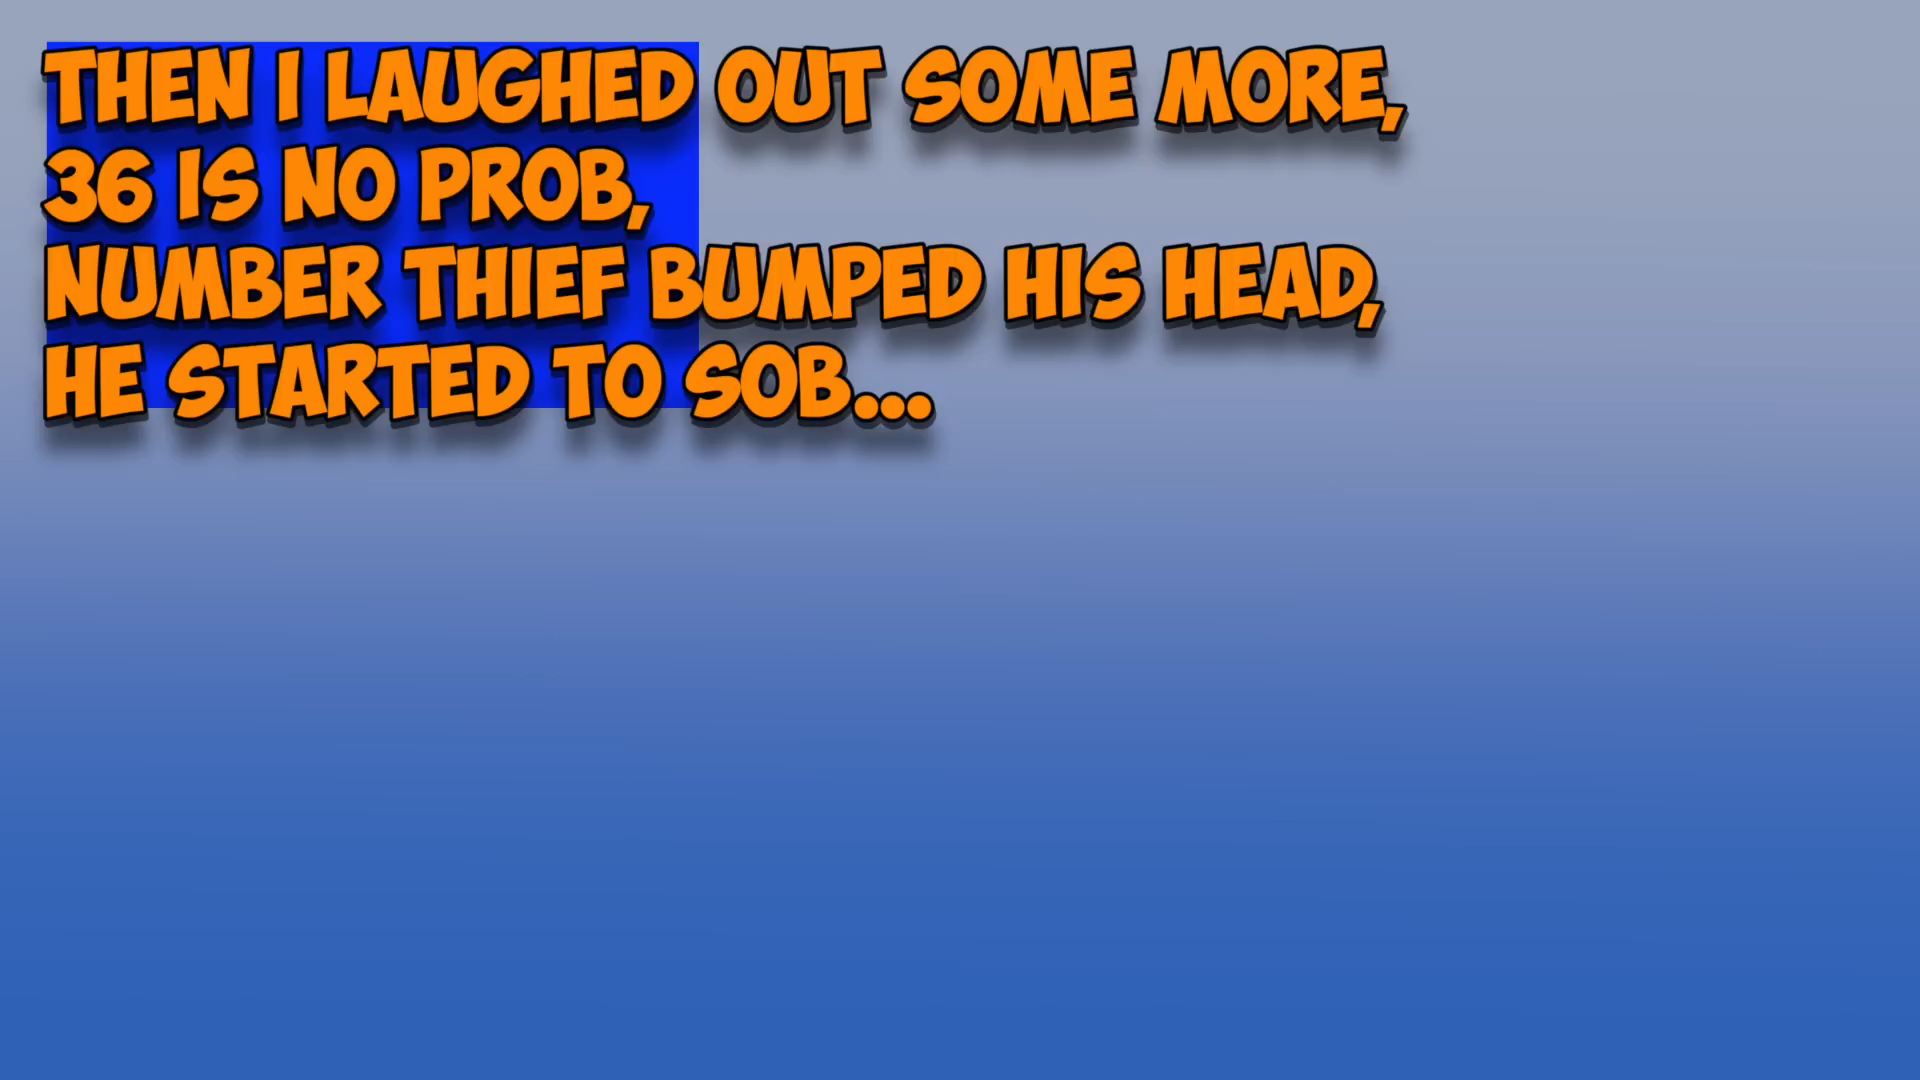 THEN I LAUGHED OUT SOME MORE,
36 IS NO PROB,
NUMBER THIEF BUMPED HIS HEAD,
HE STARTED TO SOB...